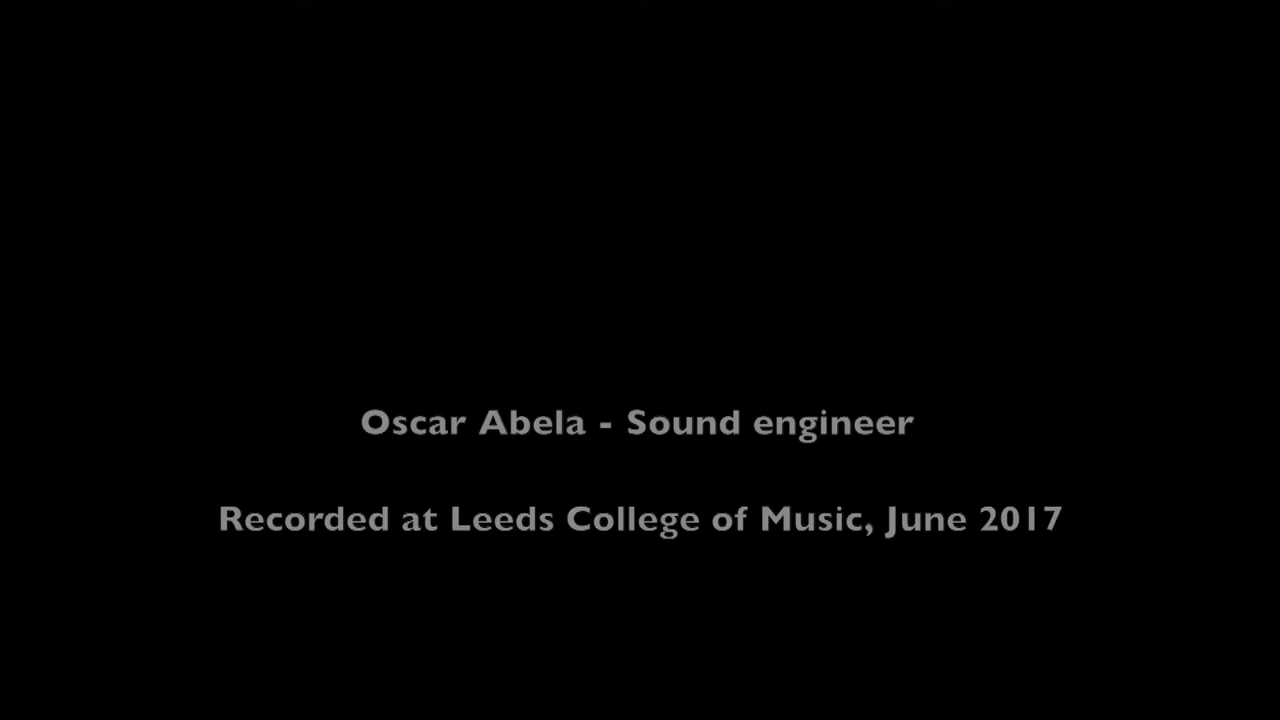 Oscar Abela - Sound engineer
Recorded at Leeds College of Music, June 2017